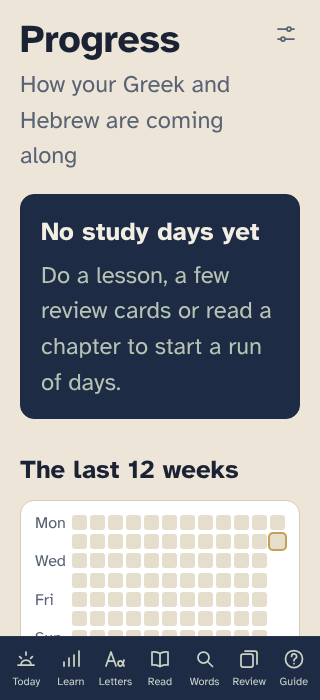 Progress
How your Greek and
Hebrew are coming
along
No study days yet
Do a lesson, a few
review cards or read a
chapter to start a run
of days.
The last 12 weeks
Mon
Wed
Fri
Sun
Today Learn Letters Read Words Review Guide